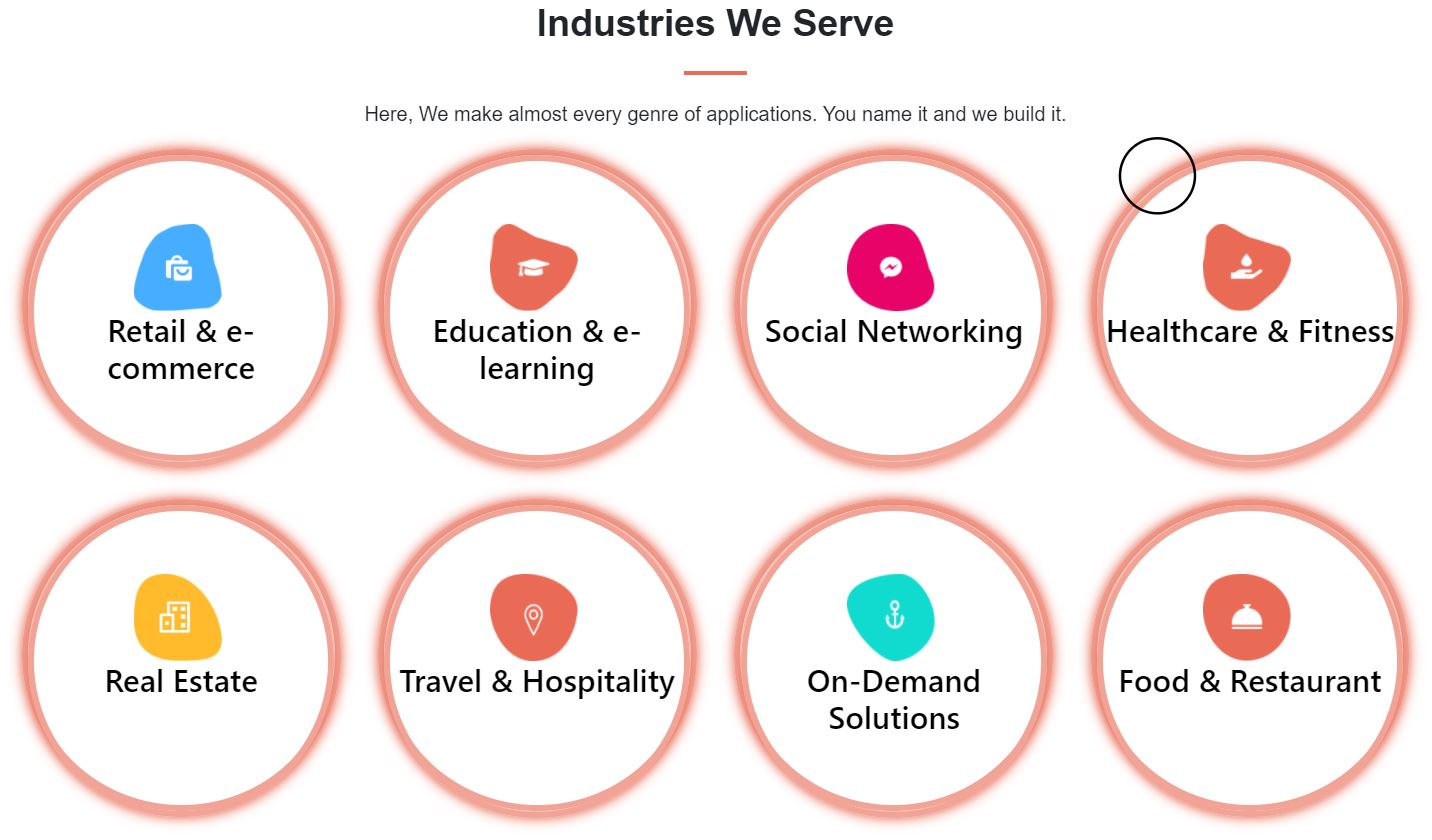 Industries We Serve
Here, We make almost every genre of applications. You name it and we build it.
Retail & e-
commerce
Education & e-
learning
Social Networking
Healthcare & Fitness
Real Estate
Travel & Hospitality
On-Demand
Solutions
Food & Restaurant